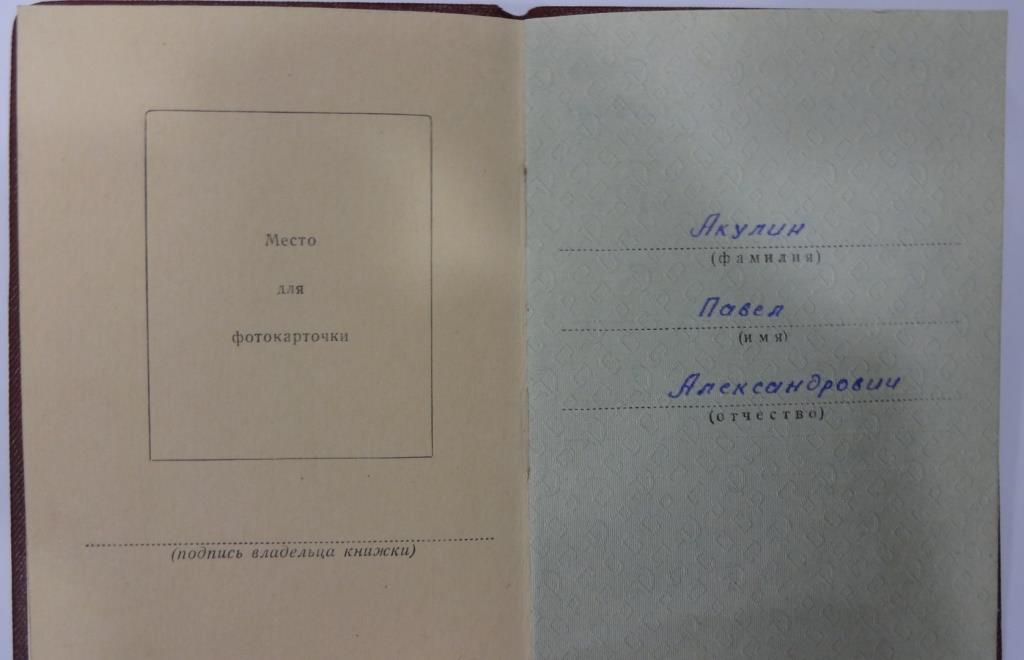 Место
для
фотокарточки
(подпись владельца книжки)
Акулин
(фамилия)
Павел
(имя)
Александрович
(отчество)